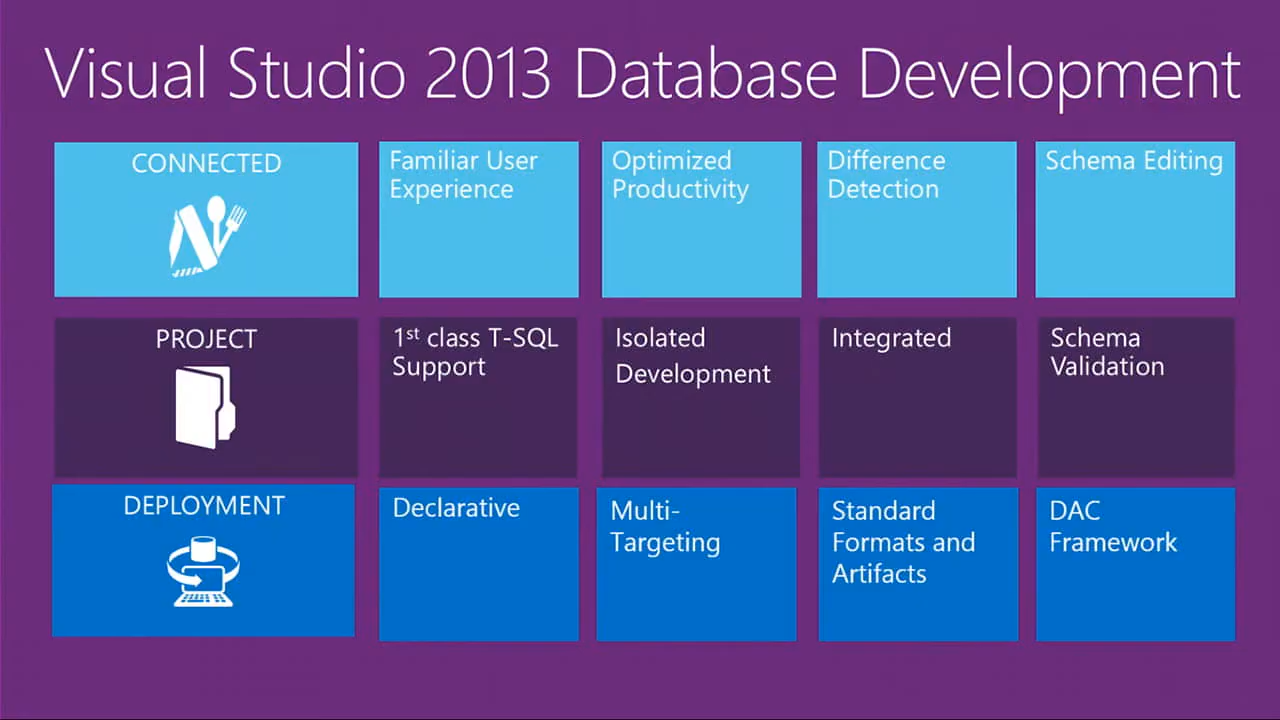 Visual Studio 2013 Database Development
CONNECTED
Familiar User
Experience
Optimized
Productivity
Difference
Detection
Schema Editing
PROJECT
1st class T-SQL
Support
Isolated
Development
Integrated
Schema
Validation
DEPLOYMENT
Declarative
Multi-
Targeting
Standard
Formats and
Artifacts
DAC
Framework